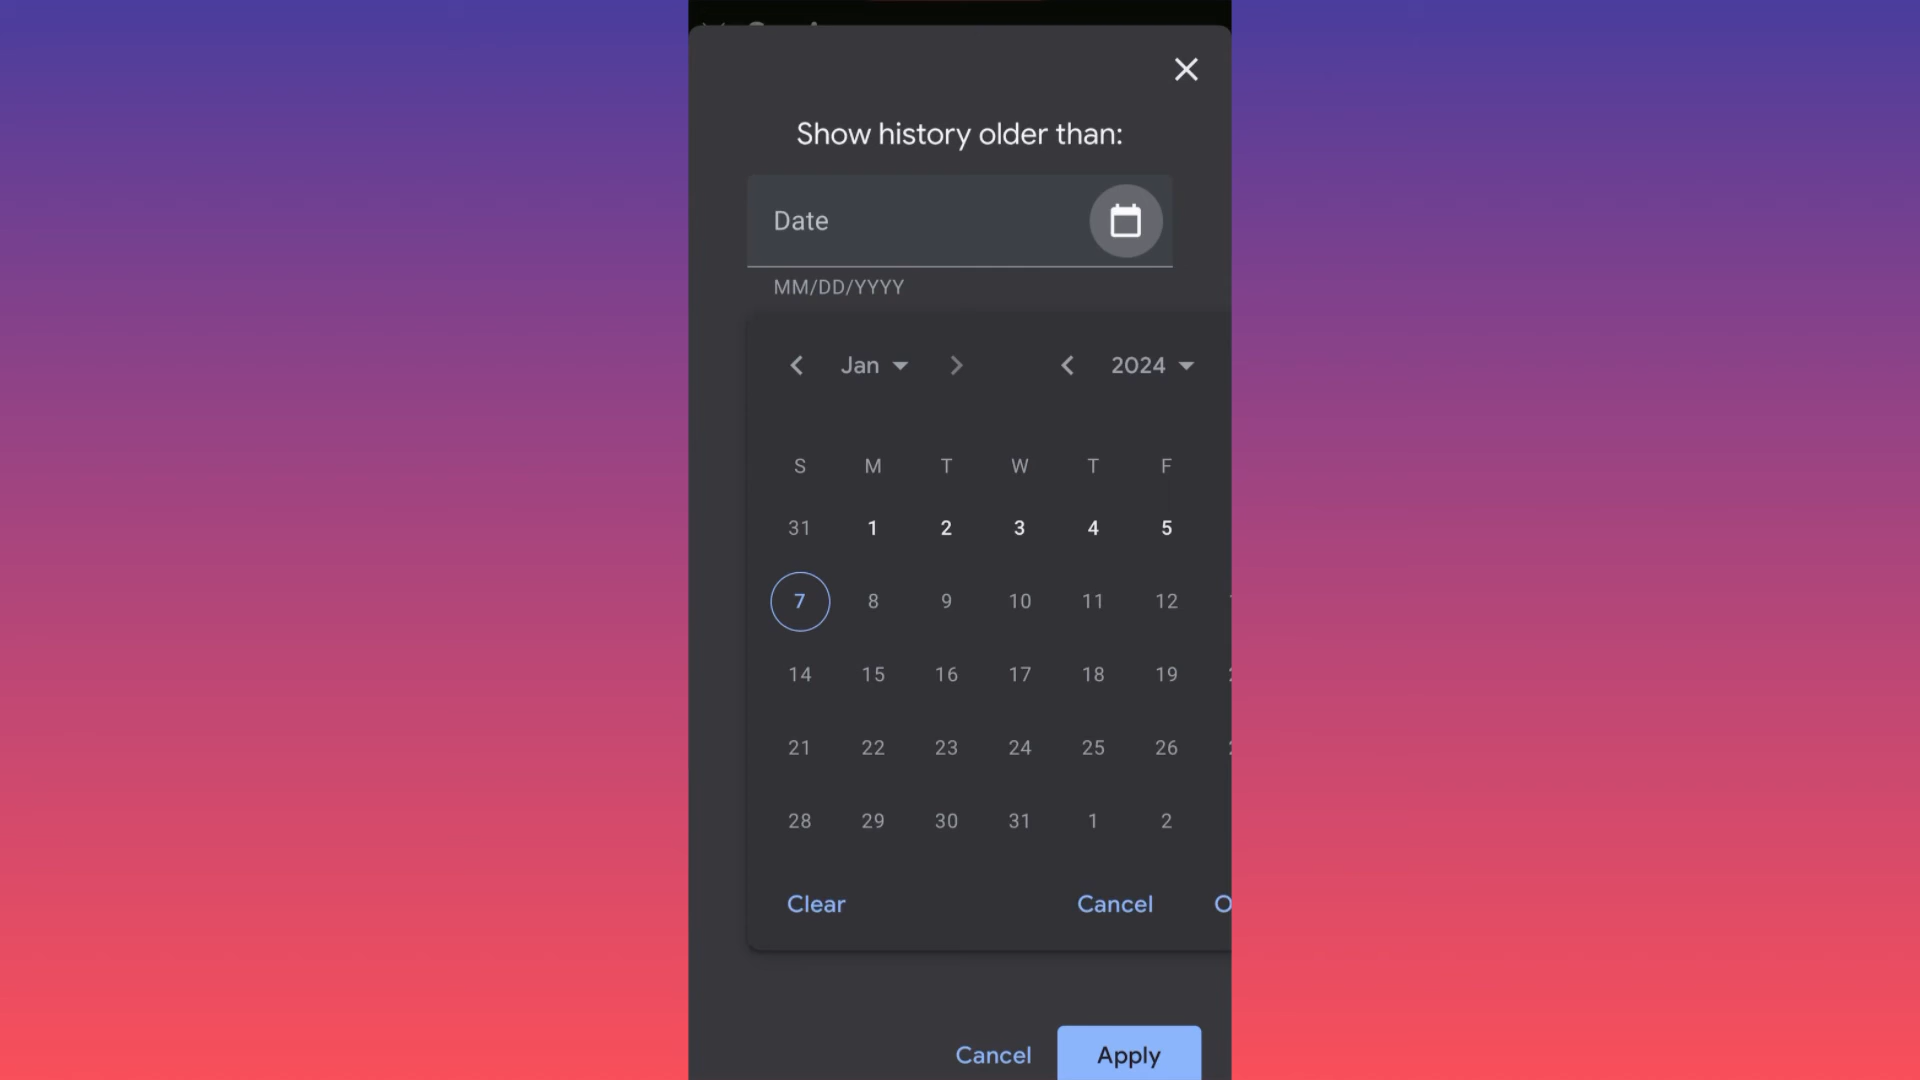 Show history older than:
Date
MM/DD/YYYY
Jan 2024
S M T W T F
31 1 2 3 4 5
7 8 9 10 11 12
14 15 16 17 18 19
21 22 23 24 25 26
28 29 30 31 1 2
Clear Cancel
Cancel Apply